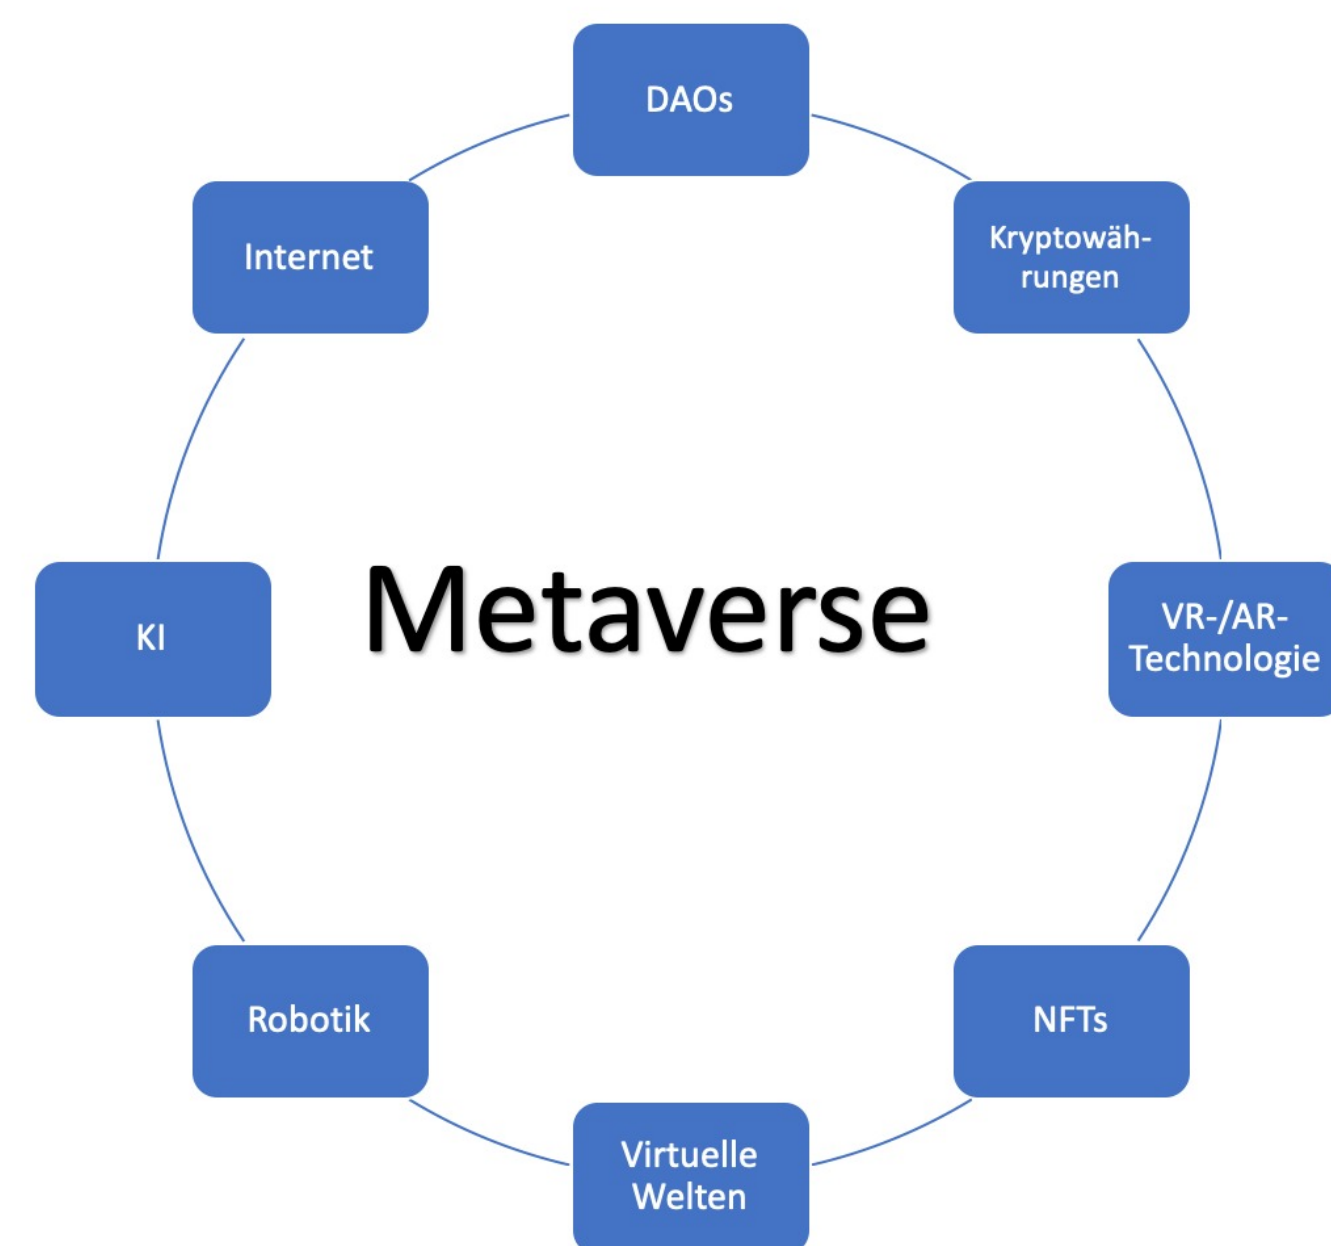 DAOs
Kryptowäh-
rungen
VR-/AR-
Technologie
NFTs
Virtuelle
Welten
Robotik
KI
Internet
Metaverse